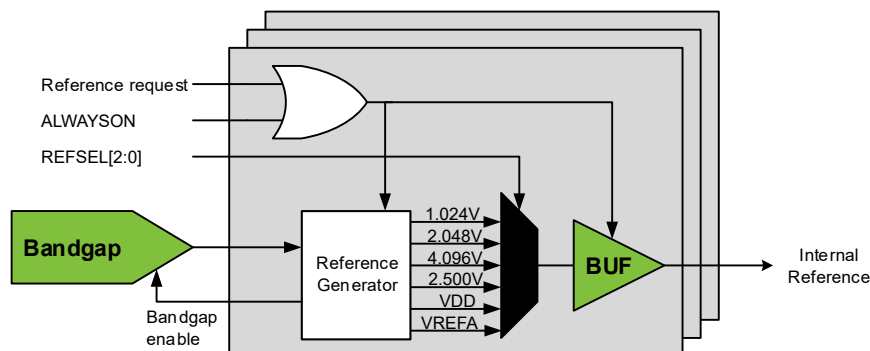 Reference request
ALWAYSON
REFSEL[2:0]
Bandgap
Bandgap
enable
Reference
Generator
1.024V
2.048V
4.096V
2.500V
VDD
VREFA
BUF
Internal
Reference